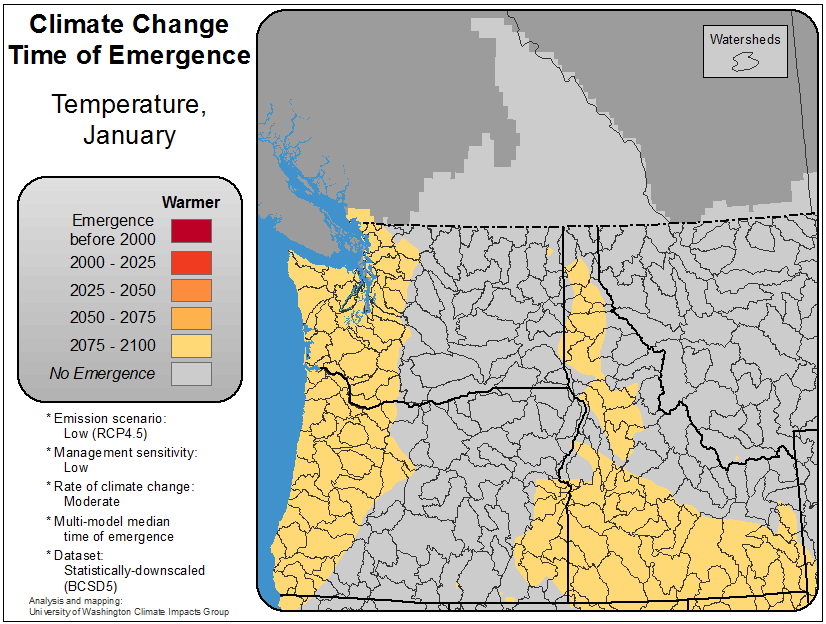 Climate Change
Time of Emergence
Temperature,
January
Warmer
Emergence
before 2000
2000 - 2025
2025 - 2050
2050 - 2075
2075 - 2100
No Emergence
* Emission scenario:
Low (RCP4.5)
* Management sensitivity:
Low
* Rate of climate change:
Moderate
* Multi-model median
time of emergence
* Dataset:
Statistically-downscaled
(BCSD5)
Analysis and mapping:
University of Washington Climate Impacts Group
Watersheds